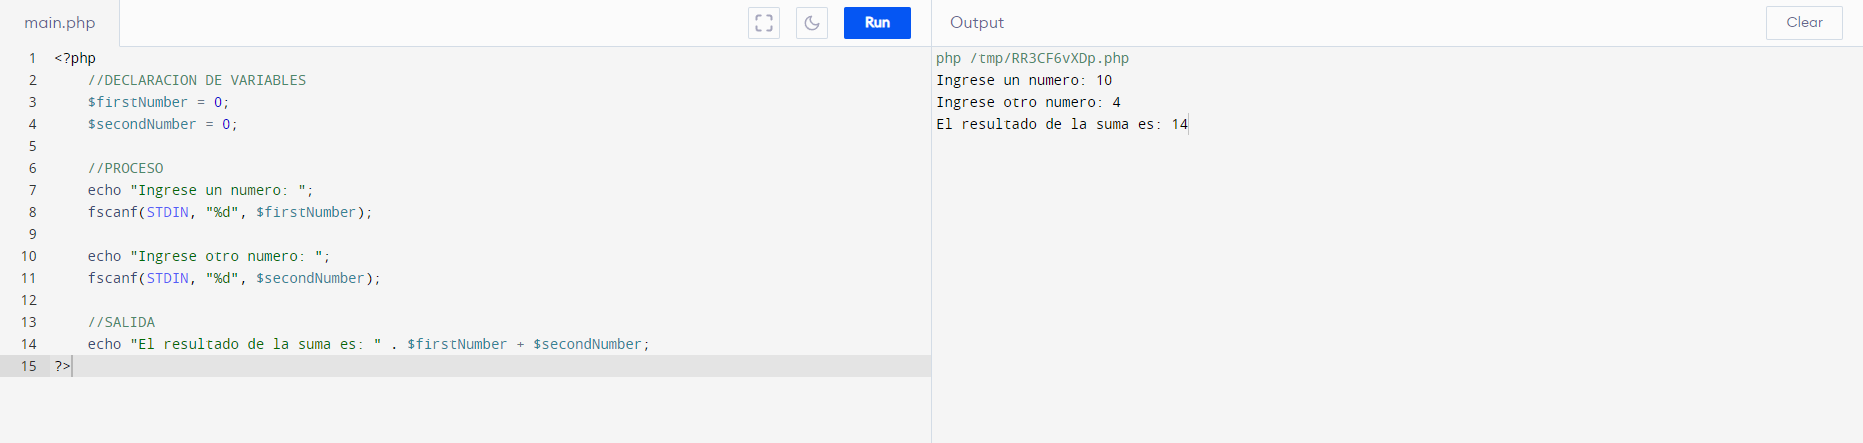 main.php
Run
1 <?php
2 //DECLARACION DE VARIABLES
3 $firstNumber = 0;
4 $secondNumber = 0;
5
6 //PROCESO
7 echo "Ingrese un numero: ";
8 fscanf(STDIN, "%d", $firstNumber);
9
10 echo "Ingrese otro numero: ";
11 fscanf(STDIN, "%d", $secondNumber);
12
13 //SALIDA
14 echo "El resultado de la suma es: " . $firstNumber + $secondNumber;
15 ?>
Output
Clear
php /tmp/RR3CF6vXDp.php
Ingrese un numero: 10
Ingrese otro numero: 4
El resultado de la suma es: 14